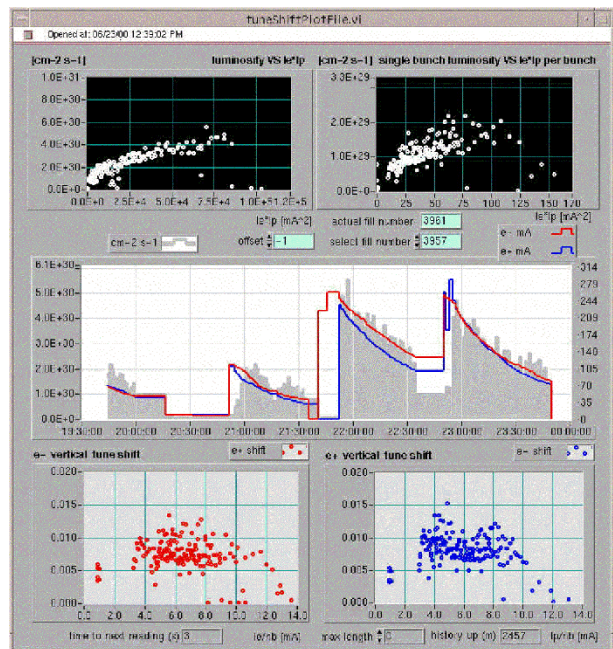 tuneShiftPlotFile.vi
Opened at: 06/23/00 12:39:02 PM
[cm-2 s-1] luminosity VS Ie*Ip
[cm-2 s-1] single bunch luminosity VS Ie*Ip per bunch
1.0E+31
8.0E+30
6.0E+30
4.0E+30
2.0E+30
0.0E+0
0.0E+0 2.5E+4 5.0E+4 7.5E+4 1.0E+5 1.2E+5
Ie*Ip [mA^2]
3.3E+29
2.0E+29
1.0E+29
0.0E+0
0 25 50 75 100 125 150 170
Ie*Ip [mA^2]
cm-2 s-1
offset -1
actual fill number 3961
select fill number 3957
e- mA
e+ mA
6.1E+30
5.0E+30
4.0E+30
3.0E+30
2.0E+30
1.0E+30
0.0E+0
314
279
244
209
174
140
105
70
35
0
19:30:00 20:00:00 20:30:00 21:00:00 21:30:00 22:00:00 22:30:00 23:00:00 23:30:00 00:00:00
e- vertical tune shift
e+ shift
0.020
0.015
0.010
0.005
0.000
0.0 2.0 4.0 6.0 8.0 10.0 12.0 14.0
time to next reading (s) 3
Ie/nb [mA]
e+ vertical tune shift
e- shift
0.020
0.015
0.010
0.005
0.000
0.0 2.0 4.0 6.0 8.0 10.0 12.0 14.0
max length 0
history up (m) 2457
Ip/nb [mA]